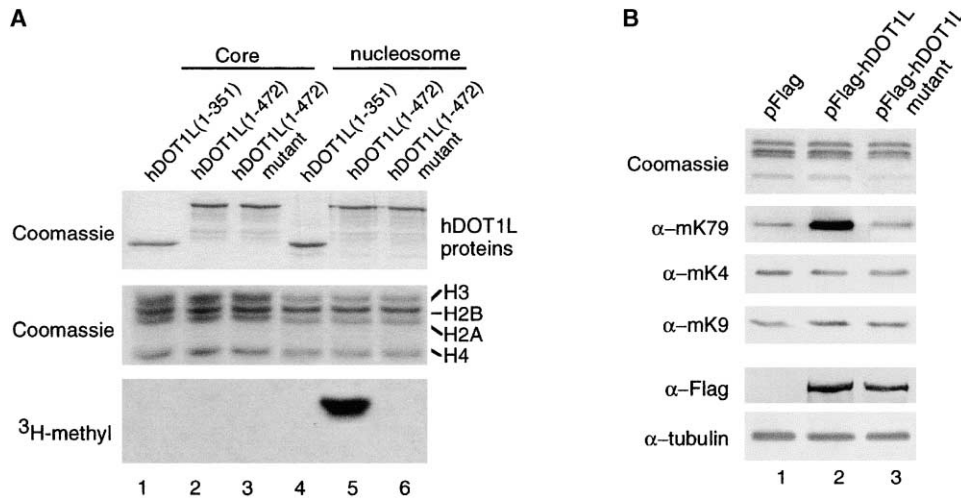 A
Core
nucleosome
hDOT1L(1-351)
hDOT1L(1-472)
hDOT1L(1-472)
mutant
hDOT1L(1-351)
hDOT1L(1-472)
hDOT1L(1-472)
mutant
Coomassie
hDOT1L
proteins
Coomassie
H3
H2B
H2A
H4
³H-methyl
1 2 3 4 5 6
B
pFlag
pFlag-hDOT1L
pFlag-hDOT1L
mutant
Coomassie
α-mK79
α-mK4
α-mK9
α-Flag
α-tubulin
1 2 3